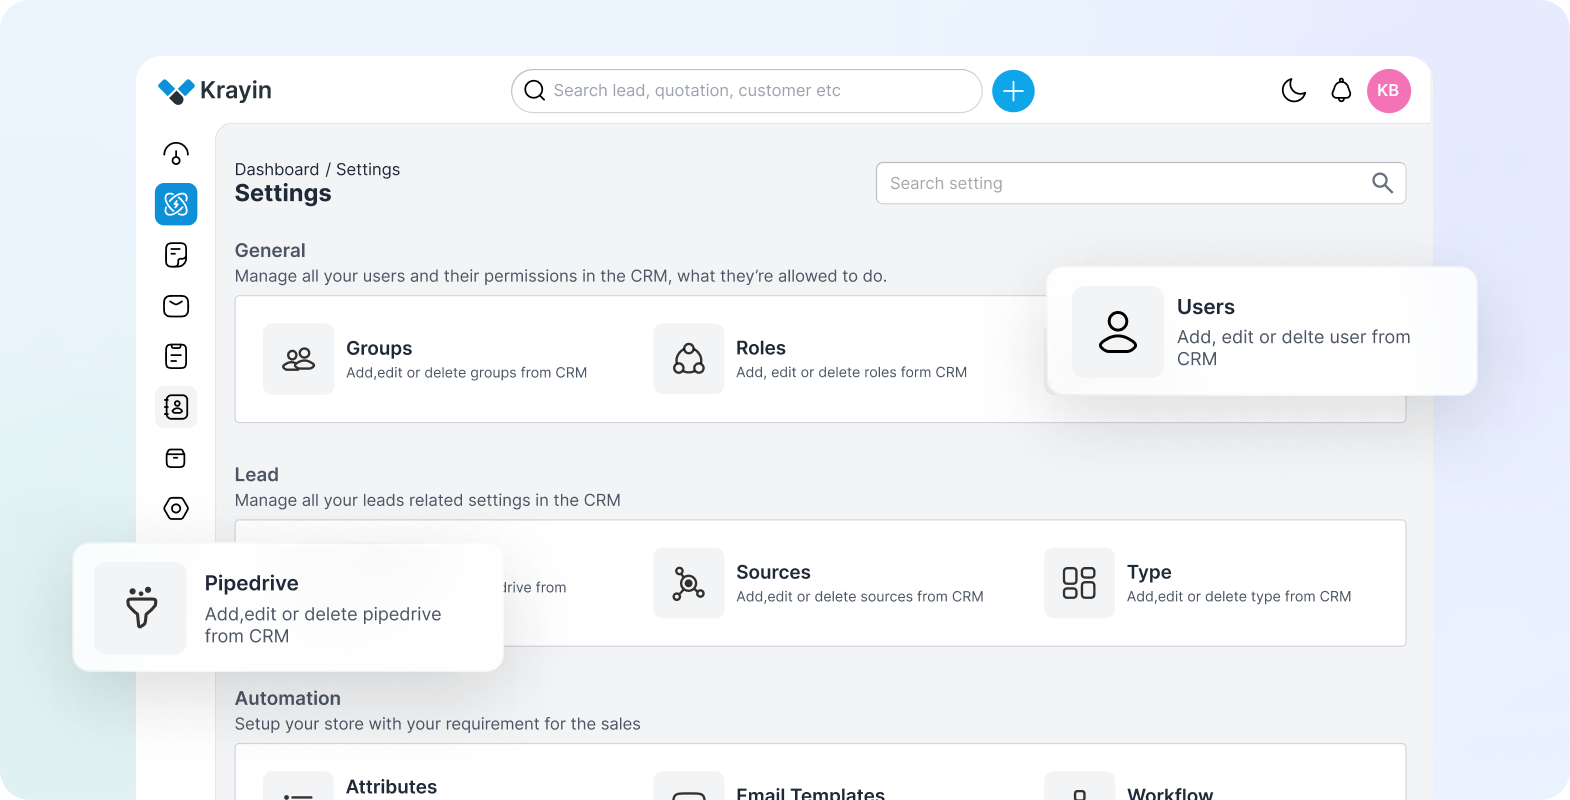 Krayin
Search lead, quotation, customer etc
KB
Dashboard / Settings
Settings
Search setting
General
Manage all your users and their permissions in the CRM, what they’re allowed to do.
Groups
Add,edit or delete groups from CRM
Roles
Add, edit or delete roles form CRM
Users
Add, edit or delte user from
CRM
Lead
Manage all your leads related settings in the CRM
Pipedrive
Add,edit or delete pipedrive
from CRM
drive from
Sources
Add,edit or delete sources from CRM
Type
Add,edit or delete type from CRM
Automation
Setup your store with your requirement for the sales
Attributes
Email Templates
Workflow